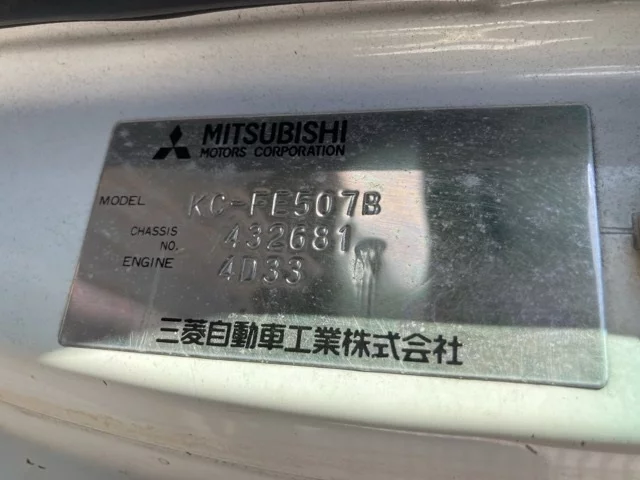 MITSUBISHI
MOTORS CORPORATION
MODEL KC-FE507B
CHASSIS NO. 432681
ENGINE 4D33
三菱自動車工業株式会社